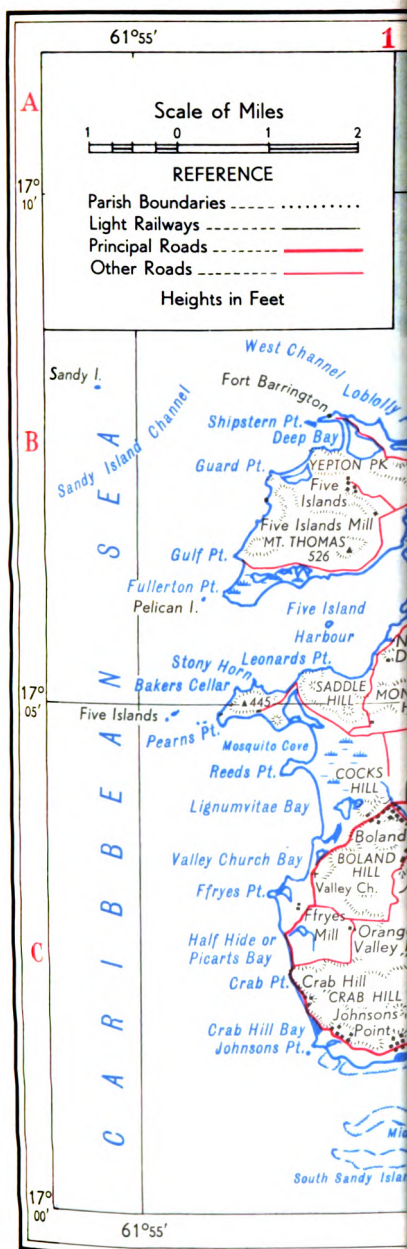 61°55′
1
A
Scale of Miles
1 0 1 2
REFERENCE
Parish Boundaries
Light Railways
Principal Roads
Other Roads
Heights in Feet
17°
10′
West Channel
Sandy I.
Fort Barrington
Loblolly
Shipstern Pt.
Deep Bay
B
Sandy Island Channel
Guard Pt.
YEPTON PK
Five
Islands
Five Islands Mill
MT. THOMAS
526
Gulf Pt.
Fullerton Pt.
Pelican I.
Five Island
Harbour
Stony Horn
Leonards Pt.
Bakers Cellar
SADDLE
HILL
MON
17°
05′
445
Five Islands
Pearns Pt.
Mosquito Cove
Reeds Pt.
COCKS
HILL
Lignumvitae Bay
Boland
Valley Church Bay
BOLAND
HILL
Valley Ch.
Ffryes Pt.
Ffryes
Mill
Orang
Valley
C
Half Hide or
Picarts Bay
Crab Pt.
Crab Hill
CRAB HILL
Johnsons
Point
Crab Hill Bay
Johnsons Pt.
CARIBBEAN SEA
Mid
South Sandy Islan
17°
00′
61°55′